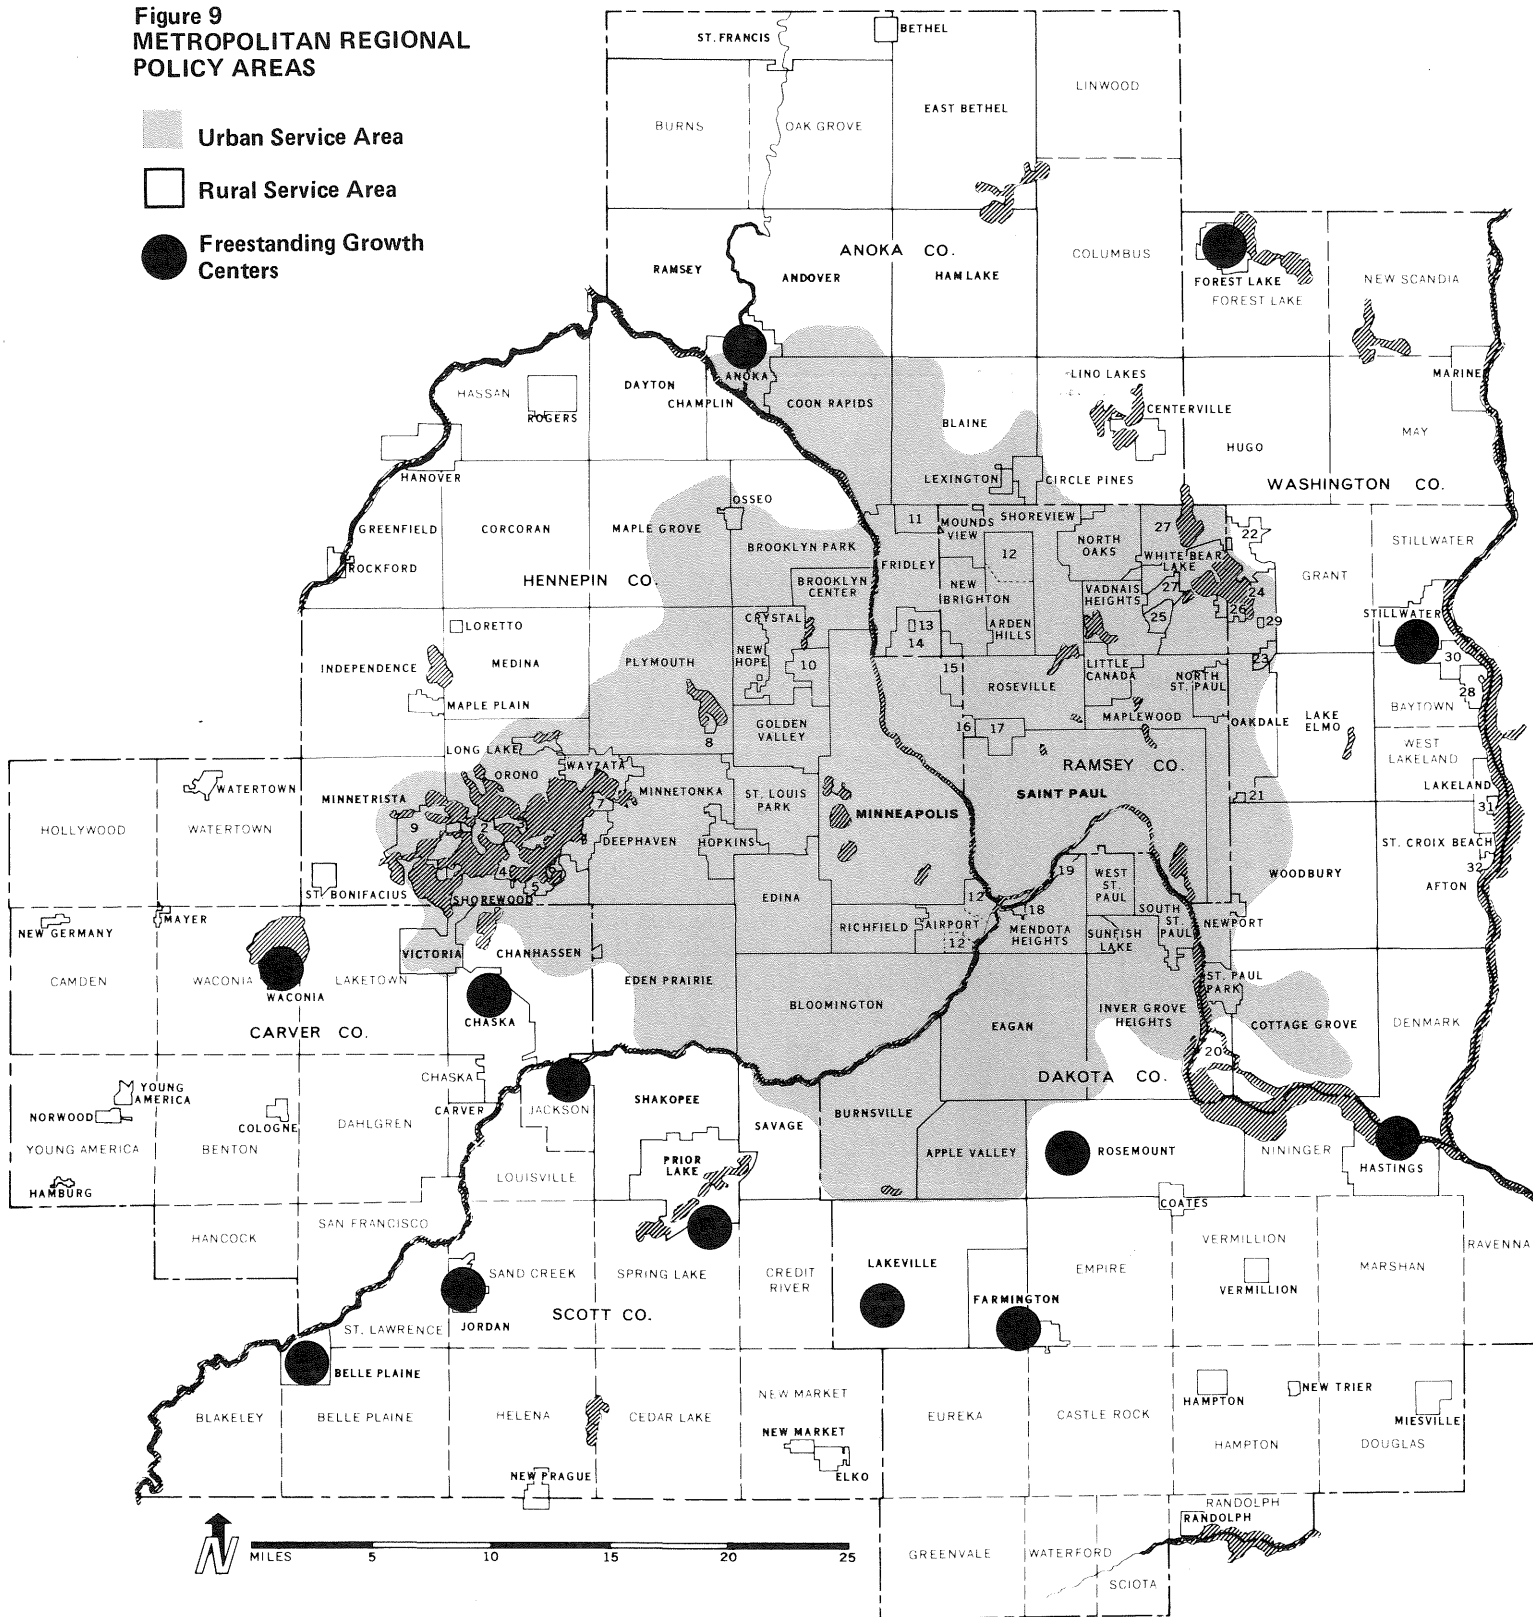 Figure 9
METROPOLITAN REGIONAL
POLICY AREAS
Urban Service Area
Rural Service Area
Freestanding Growth
Centers
ST. FRANCIS
BETHEL
LINWOOD
EAST BETHEL
BURNS
OAK GROVE
ANOKA CO.
COLUMBUS
RAMSEY
ANDOVER
HAM LAKE
FOREST LAKE
FOREST LAKE
NEW SCANDIA
ANOKA
LINO LAKES
MARINE
HASSAN
DAYTON
CHAMPLIN
COON RAPIDS
CENTERVILLE
ROGERS
BLAINE
MAY
HUGO
HANOVER
LEXINGTON
CIRCLE PINES
WASHINGTON CO.
OSSEO
GREENFIELD
CORCORAN
MAPLE GROVE
11
MOUNDS
VIEW
SHOREVIEW
27
22
STILLWATER
BROOKLYN PARK
NORTH
OAKS
12
WHITE BEAR
LAKE
ROCKFORD
HENNEPIN CO.
FRIDLEY
GRANT
BROOKLYN
CENTER
NEW
BRIGHTON
VADNAIS
HEIGHTS
27
24
26
25
29
STILLWATER
LORETTO
CRYSTAL
13
14
ARDEN
HILLS
INDEPENDENCE
MEDINA
PLYMOUTH
NEW
HOPE
10
15
LITTLE
CANADA
23
30
28
ROSEVILLE
NORTH
ST. PAUL
MAPLE PLAIN
BAYTOWN
GOLDEN
VALLEY
16
17
MAPLEWOOD
OAKDALE
LAKE
ELMO
2
8
LONG LAKE
WEST
LAKELAND
ORONO
WAYZATA
RAMSEY CO.
WATERTOWN
MINNETRISTA
MINNETONKA
ST. LOUIS
PARK
SAINT PAUL
21
LAKELAND
31
HOLLYWOOD
WATERTOWN
7
9
2
MINNEAPOLIS
DEEPHAVEN
HOPKINS
ST. CROIX BEACH
32
4
5
6
19
WEST
ST.
PAUL
WOODBURY
AFTON
ST. BONIFACIUS
SHOREWOOD
EDINA
12
18
MAYER
NEW GERMANY
RICHFIELD
AIRPORT
12
MENDOTA
HEIGHTS
SOUTH
ST
PAUL
NEWPORT
SUNFISH
LAKE
VICTORIA
CHANHASSEN
CAMDEN
WACONIA
WACONIA
LAKETOWN
EDEN PRAIRIE
ST. PAUL
PARK
BLOOMINGTON
INVER GROVE
HEIGHTS
CHASKA
EAGAN
COTTAGE GROVE
DENMARK
CARVER CO.
20
CHASKA
DAKOTA CO.
YOUNG
AMERICA
NORWOOD
CARVER
JACKSON
SHAKOPEE
BURNSVILLE
COLOGNE
DAHLGREN
SAVAGE
YOUNG AMERICA
BENTON
APPLE VALLEY
ROSEMOUNT
NININGER
HASTINGS
PRIOR
LAKE
LOUISVILLE
HAMBURG
COATES
HANCOCK
SAN FRANCISCO
VERMILLION
RAVENNA
SAND CREEK
SPRING LAKE
CREDIT
RIVER
LAKEVILLE
EMPIRE
MARSHAN
VERMILLION
FARMINGTON
SCOTT CO.
ST. LAWRENCE
JORDAN
BELLE PLAINE
BLAKELEY
BELLE PLAINE
HELENA
CEDAR LAKE
NEW MARKET
EUREKA
CASTLE ROCK
HAMPTON
NEW TRIER
MIESVILLE
NEW MARKET
HAMPTON
DOUGLAS
NEW PRAGUE
ELKO
RANDOLPH
RANDOLPH
N
MILES 5 10 15 20 25
GREENVALE
WATERFORD
SCIOTA